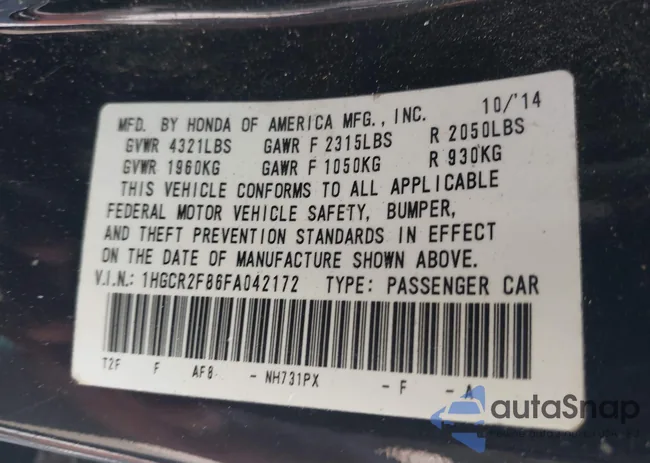 MFD. BY HONDA OF AMERICA MFG., INC. 10/'14
GVWR 4321LBS GAWR F 2315LBS R 2050LBS
GVWR 1960KG GAWR F 1050KG R 930KG
THIS VEHICLE CONFORMS TO ALL APPLICABLE
FEDERAL MOTOR VEHICLE SAFETY, BUMPER,
AND THEFT PREVENTION STANDARDS IN EFFECT
ON THE DATE OF MANUFACTURE SHOWN ABOVE.
V.I.N.: 1HGCR2F86FA042172 TYPE: PASSENGER CAR
T2F F AF8 - NH731PX - F - A
autaSnap